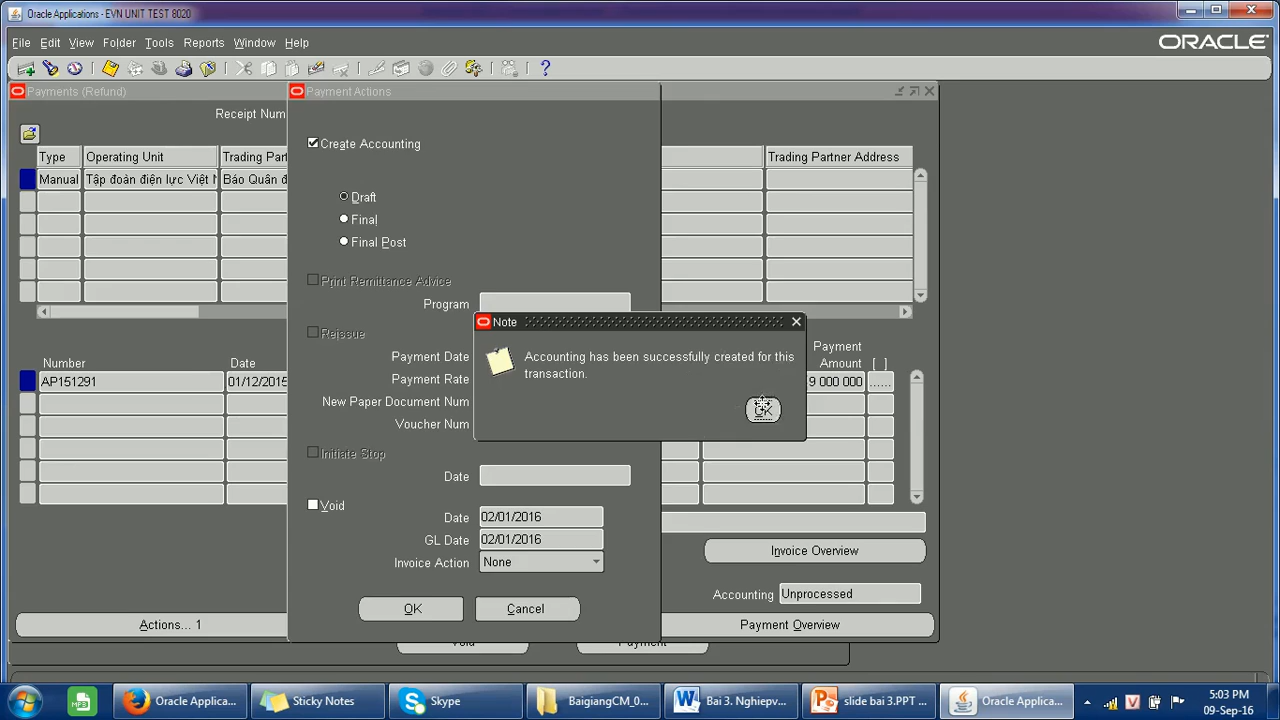 Oracle Applications - EVN UNIT TEST 8020
File Edit View Folder Tools Reports Window Help
ORACLE
Payments (Refund)
Payment Actions
Receipt Num
Create Accounting
Type Operating Unit Trading Part Trading Partner Address
Manual Tập đoàn điện lực Việt N Báo Quân đ
Draft
Final
Final Post
Print Remittance Advice
Program
Note
Reissue
Payment Date
Payment Rate
New Paper Document Num
Voucher Num
Accounting has been successfully created for this
transaction.
OK
Number Date
Payment
Amount [ ]
AP151291 01/12/2015 9 000 000 ......
Initiate Stop
Date
Void
Date 02/01/2016
GL Date 02/01/2016
Invoice Action None
Invoice Overview
Accounting Unprocessed
OK Cancel
Actions... 1
Payment Overview
Void Payment
MP3
Oracle Applica...
Sticky Notes
Skype
BaigiangCM_0...
Bai 3. Nghiepv...
slide bai 3.PPT ...
Oracle Applica...
V
5:03 PM
09-Sep-16